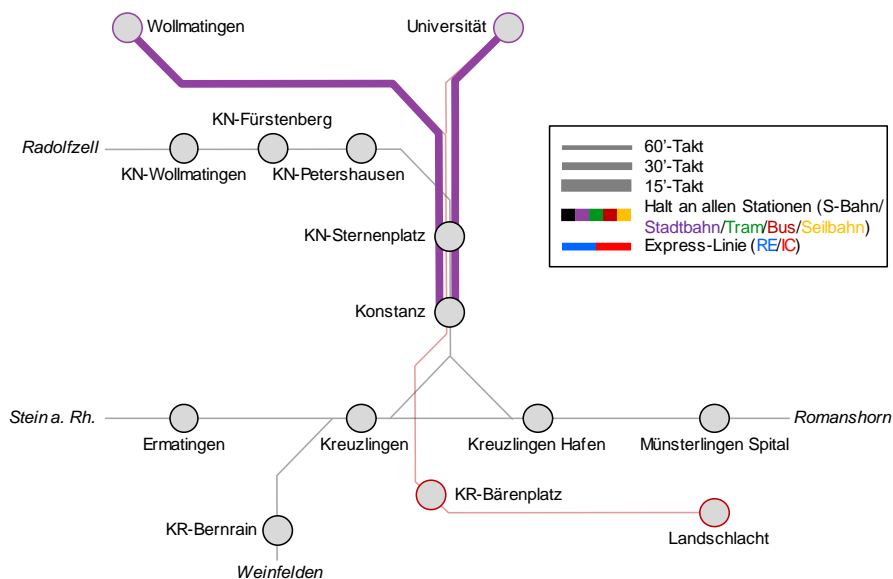 Wollmatingen
Universität
KN-Fürstenberg
Radolfzell
KN-Wollmatingen
KN-Petershausen
60'-Takt
30'-Takt
15'-Takt
Halt an allen Stationen (S-Bahn/
Stadtbahn/Tram/Bus/Seilbahn)
Express-Linie (RE/IC)
KN-Sternenplatz
Konstanz
Stein a. Rh.
Romanshorn
Ermatingen
Kreuzlingen
Kreuzlingen Hafen
Münsterlingen Spital
KR-Bärenplatz
KR-Bernrain
Landschlacht
Weinfelden